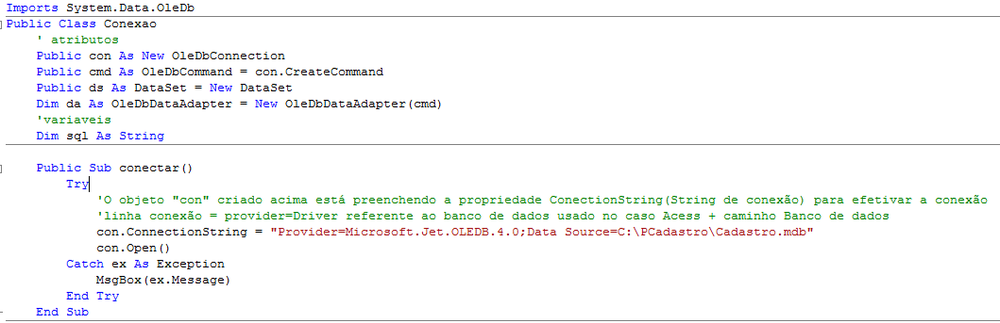 Imports System.Data.OleDb
Public Class Conexao
' atributos
Public con As New OleDbConnection
Public cmd As OleDbCommand = con.CreateCommand
Public ds As DataSet = New DataSet
Dim da As OleDbDataAdapter = New OleDbDataAdapter(cmd)
'variaveis
Dim sql As String
Public Sub conectar()
Try
'O objeto "con" criado acima está preenchendo a propriedade ConectionString(String de conexão) para efetivar a conexão
'linha conexão = provider=Driver referente ao banco de dados usado no caso Acess + caminho Banco de dados
con.ConnectionString = "Provider=Microsoft.Jet.OLEDB.4.0;Data Source=C:\PCadastro\Cadastro.mdb"
con.Open()
Catch ex As Exception
MsgBox(ex.Message)
End Try
End Sub